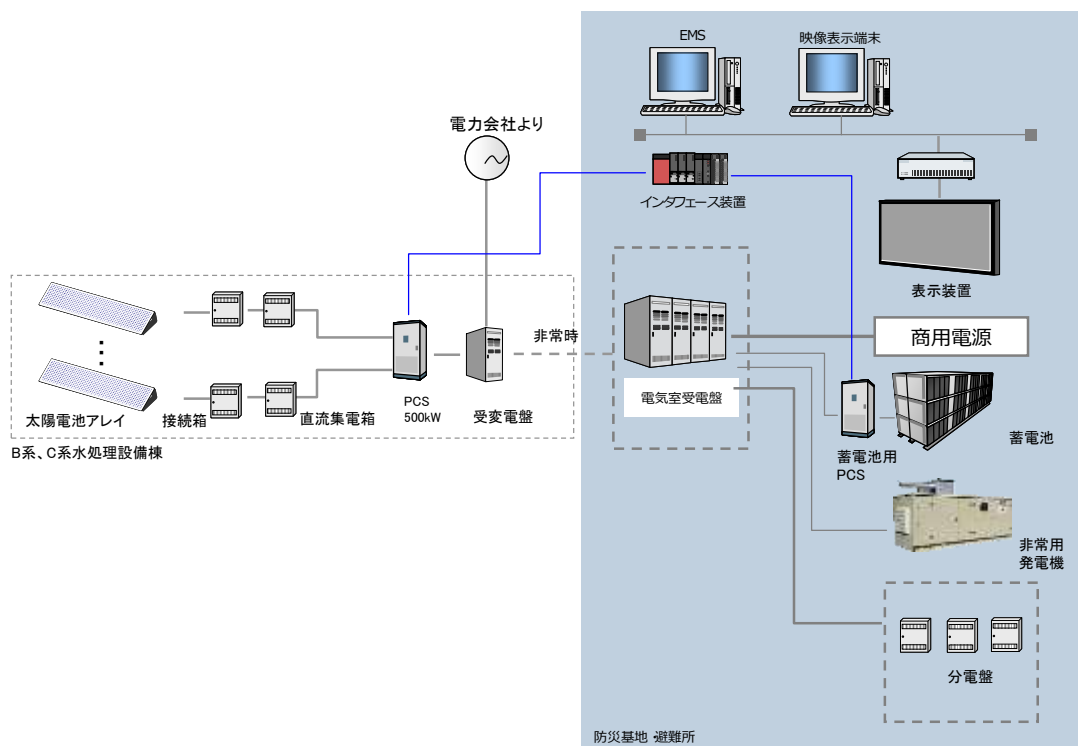 EMS
映像表示端末
電力会社より
インタフェース装置
表示装置
非常時
商用電源
電気室受電盤
太陽電池アレイ
接続箱
直流集電箱
PCS
500kW
受変電盤
B系、C系水処理設備棟
蓄電池用
PCS
蓄電池
非常用
発電機
分電盤
防災基地・避難所